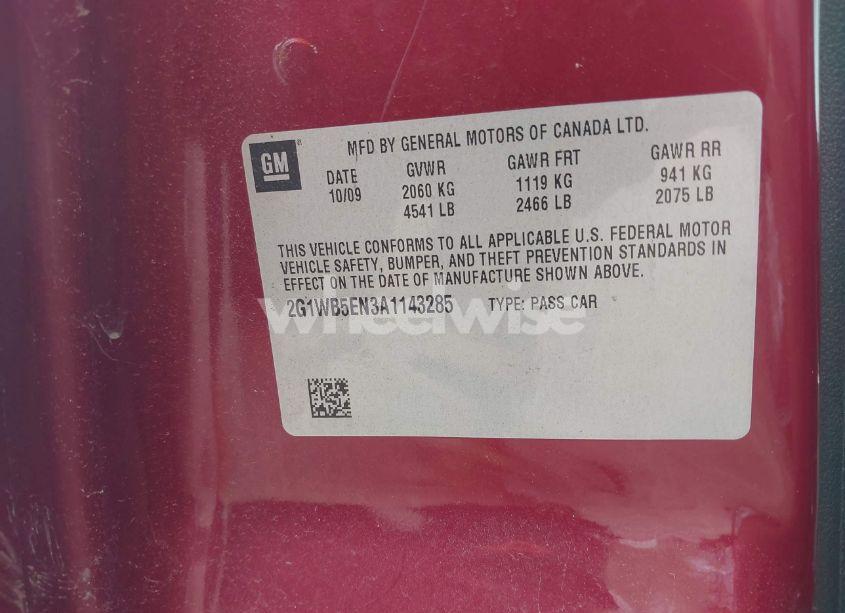 GM
MFD BY GENERAL MOTORS OF CANADA LTD.
DATE GVWR GAWR FRT GAWR RR
10/09 2060 KG 1119 KG 941 KG
4541 LB 2466 LB 2075 LB
THIS VEHICLE CONFORMS TO ALL APPLICABLE U.S. FEDERAL MOTOR
VEHICLE SAFETY, BUMPER, AND THEFT PREVENTION STANDARDS IN
EFFECT ON THE DATE OF MANUFACTURE SHOWN ABOVE.
2G1WB5EN3A1143285 TYPE: PASS CAR
wheelwise